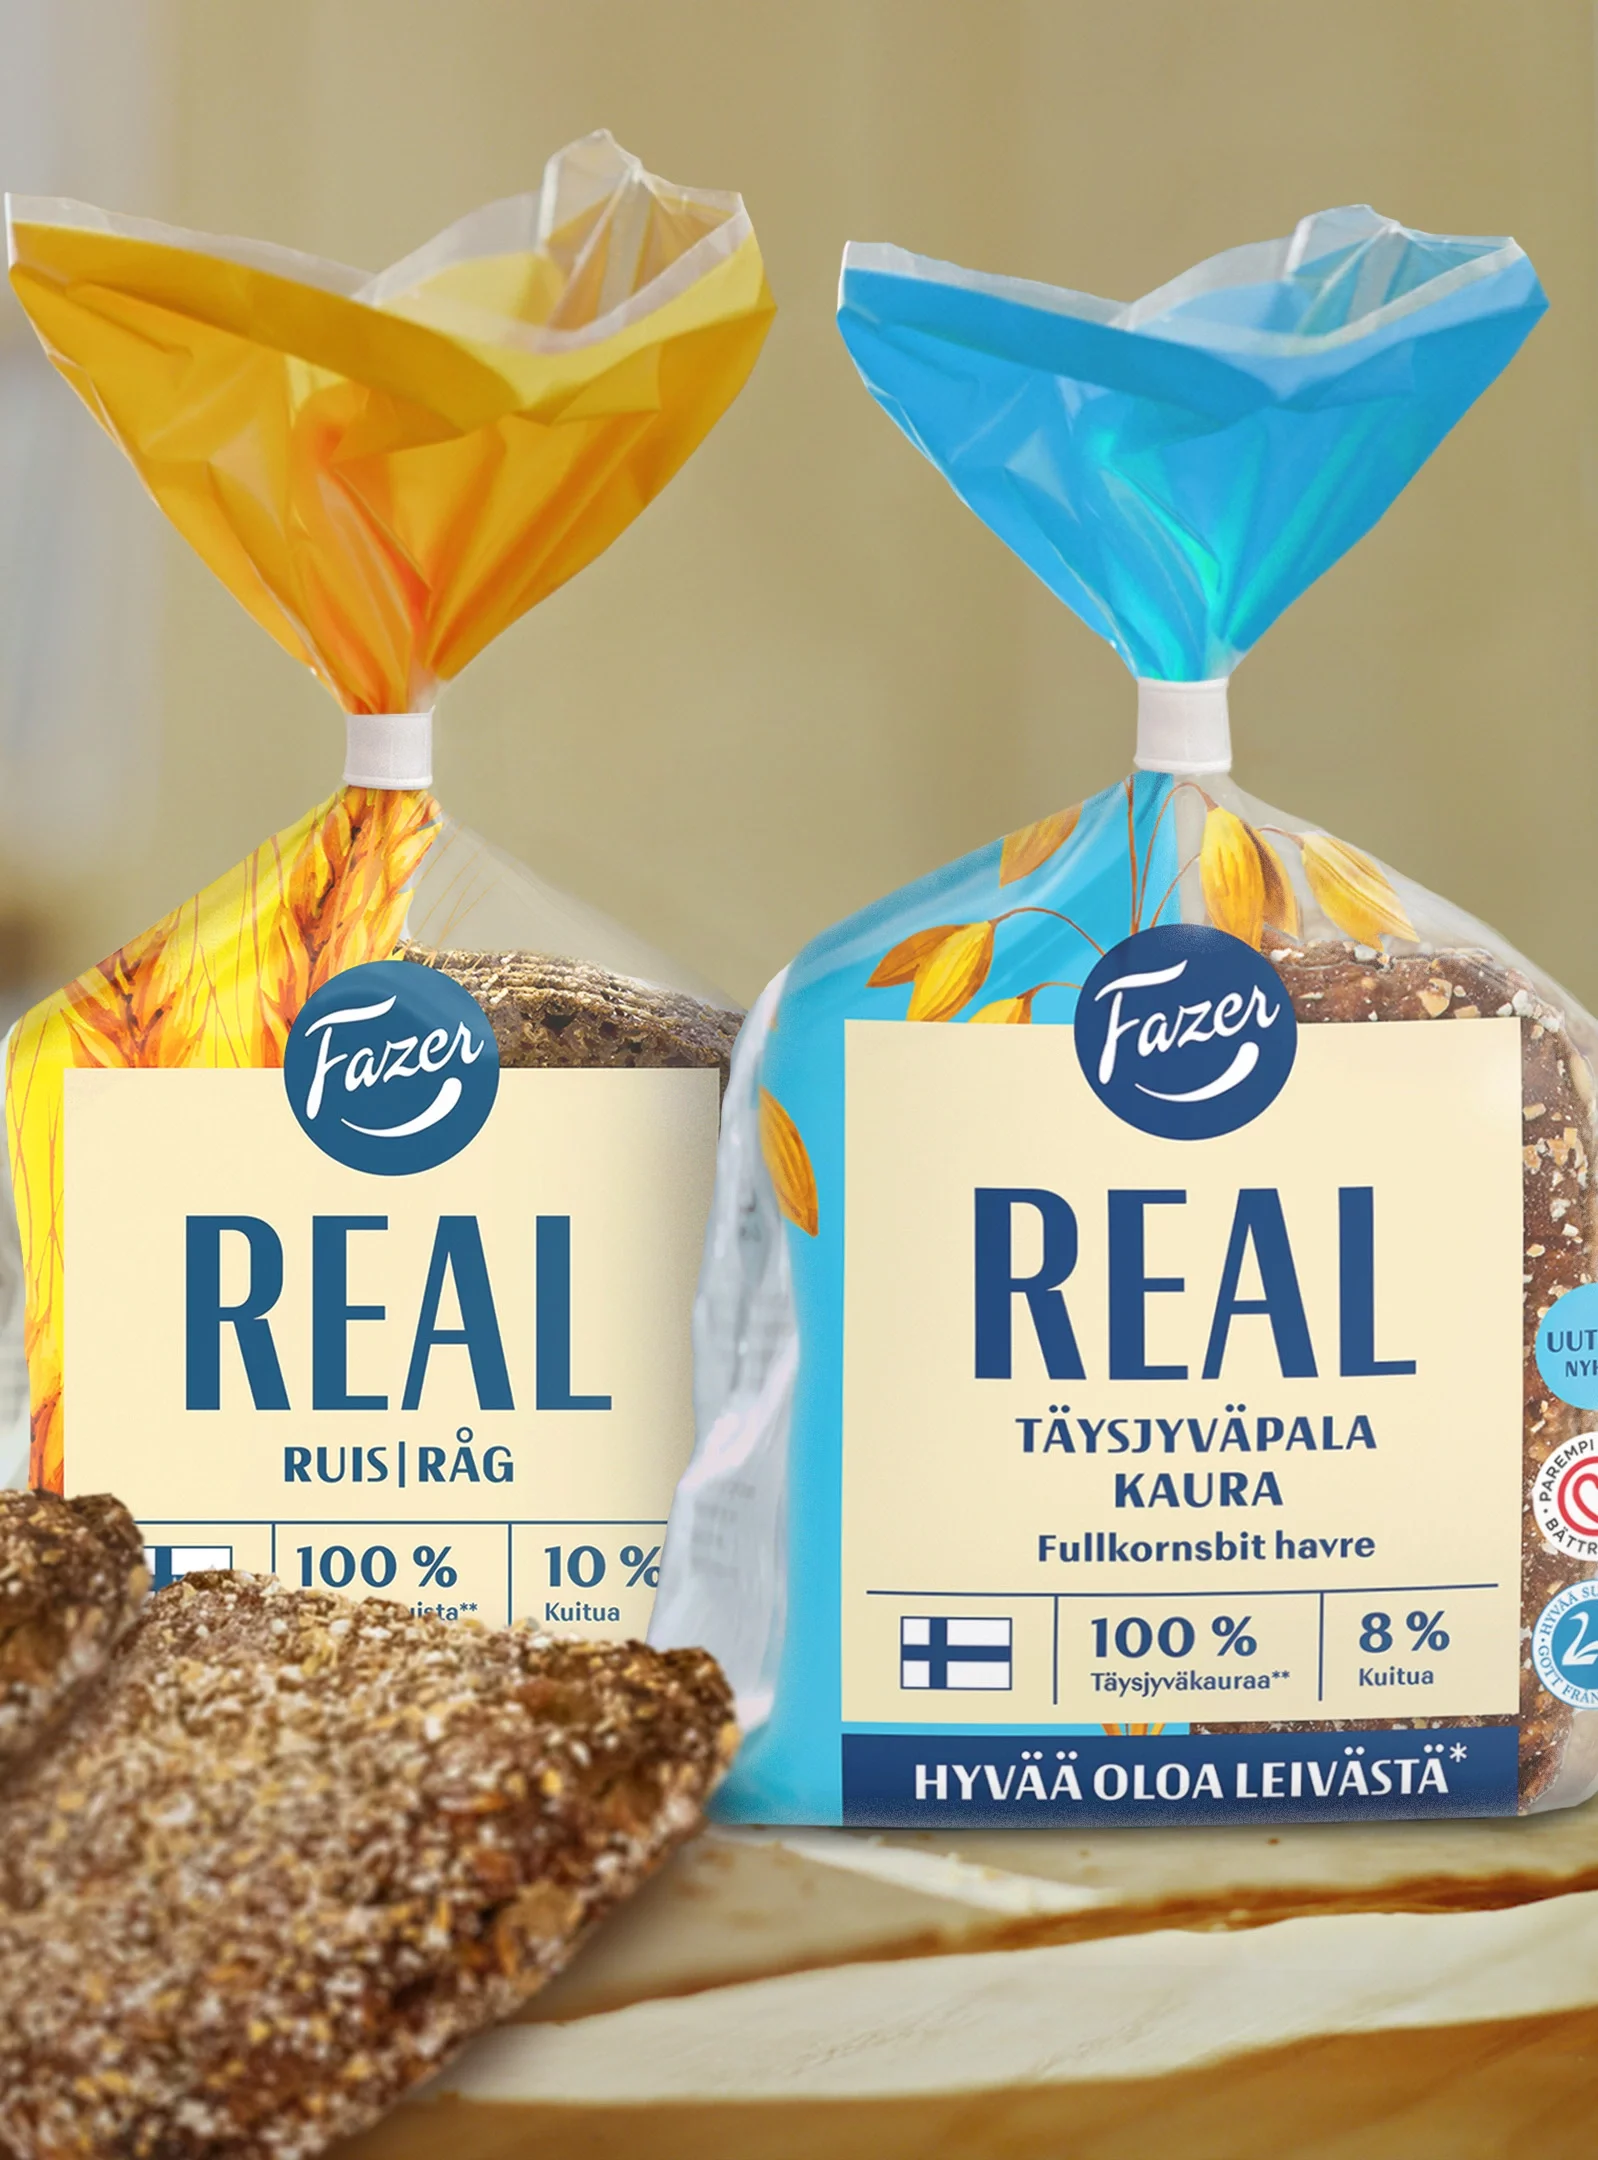 Fazer
REAL
RUIS|RÅG
100 %
10 %
Kuitua
Fazer
REAL
TÄYSJYVÄPALA
KAURA
Fullkornsbit havre
100 %
Täysjyväkauraa**
8 %
Kuitua
HYVÄÄ OLOA LEIVÄSTÄ*
PAREMPI